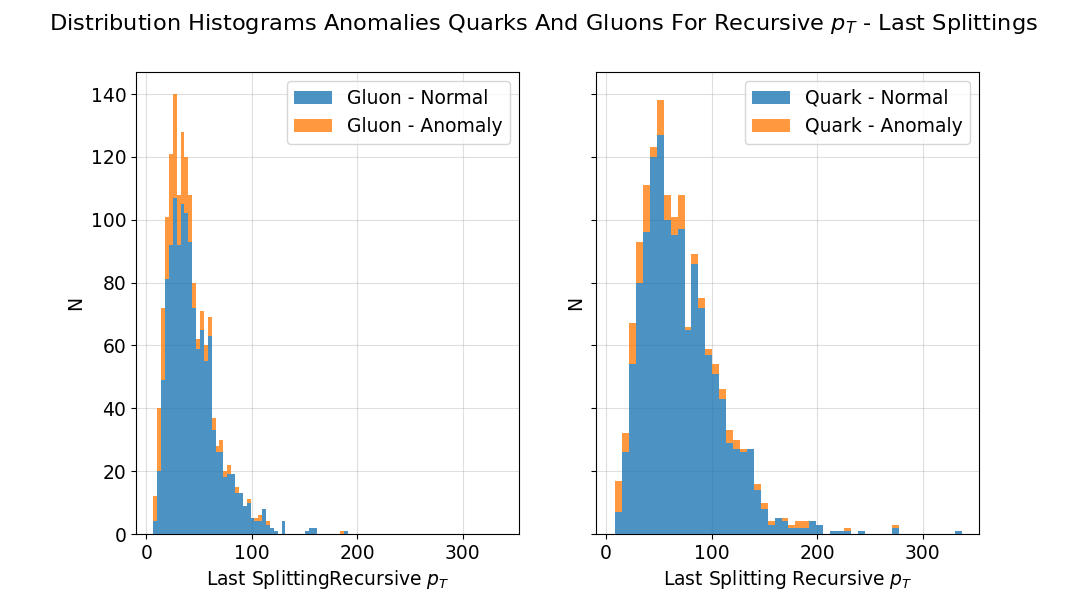 Distribution Histograms Anomalies Quarks And Gluons For Recursive p_T - Last Splittings
Gluon - Normal
Gluon - Anomaly
140
120
100
80
60
40
20
0
N
0 100 200 300
Last SplittingRecursive p_T
Quark - Normal
Quark - Anomaly
N
0 100 200 300
Last Splitting Recursive p_T